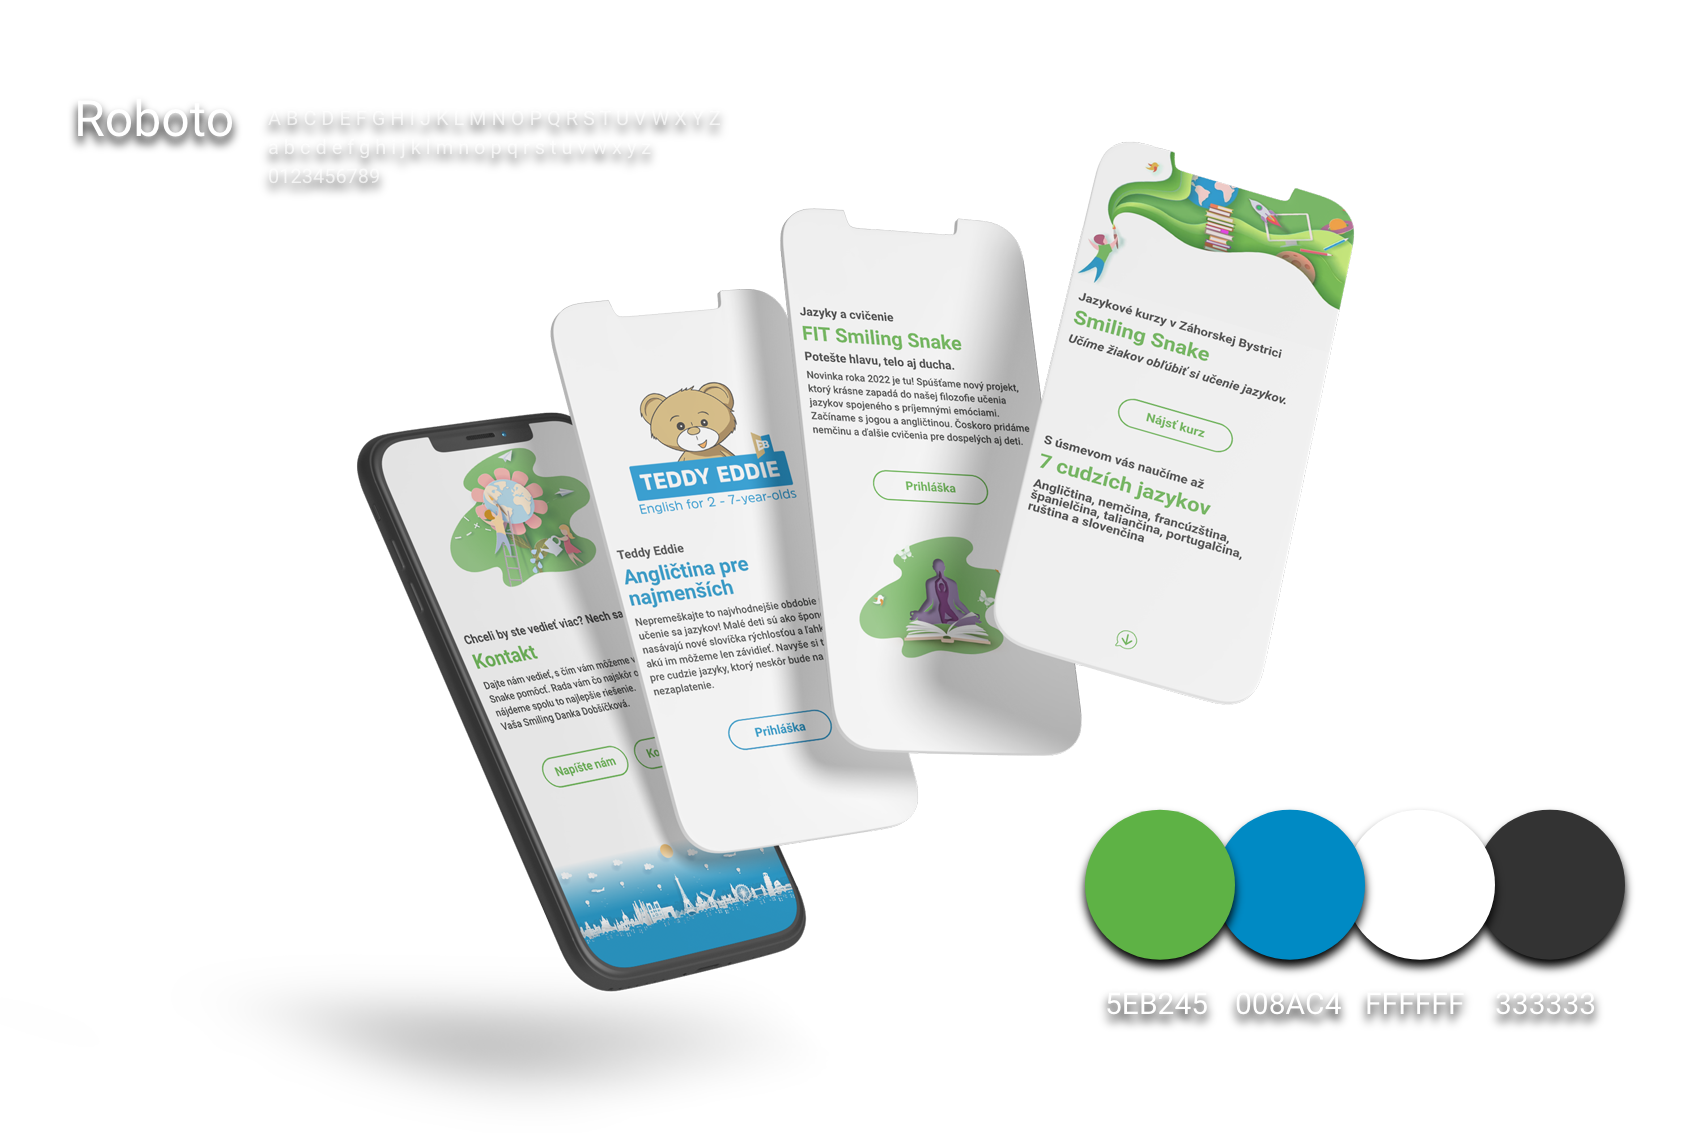 Roboto
ABCDEFGHIJKLMNOPQRSTUVWXYZ
abcdefghijklmnopqrstuvwxyz
0123456789
Chceli by ste vedieť viac? Nech sa
Kontakt
Dajte nám vedieť, s čím vám môžeme v
Snake pomôcť. Rada vám čo najskôr
nájdeme spolu to najlepšie riešenie.
Vaša Smiling Danka Dobšíčková.
Napíšte nám
Ko
EB
TEDDY EDDIE
English for 2 - 7-year-olds
Teddy Eddie
Angličtina pre
najmenších
Nepremeškajte to najvhodnejšie obdobie
učenie sa jazykov! Malé deti sú ako špon
nasávajú nové slovíčka rýchlosťou a ľahk
akú im môžeme len závidieť. Navyše si t
pre cudzie jazyky, ktorý neskôr bude na
nezaplatenie.
Prihláška
Jazyky a cvičenie
FIT Smiling Snake
Potešte hlavu, telo aj ducha.
Novinka roka 2022 je tu! Spúšťame nový projekt,
ktorý krásne zapadá do našej filozofie učenia
jazykov spojeného s príjemnými emóciami.
Začíname s jogou a angličtinou. Čoskoro pridáme
nemčinu a ďalšie cvičenia pre dospelých aj deti.
Prihláška
Jazykové kurzy v Záhorskej Bystrici
Smiling Snake
Učíme žiakov obľúbiť si učenie jazykov.
Nájsť kurz
S úsmevom vás naučíme až
7 cudzích jazykov
Angličtina, nemčina, francúzština,
španielčina, taliančina, portugalčina,
ruština a slovenčina
5EB245
008AC4
FFFFFF
333333